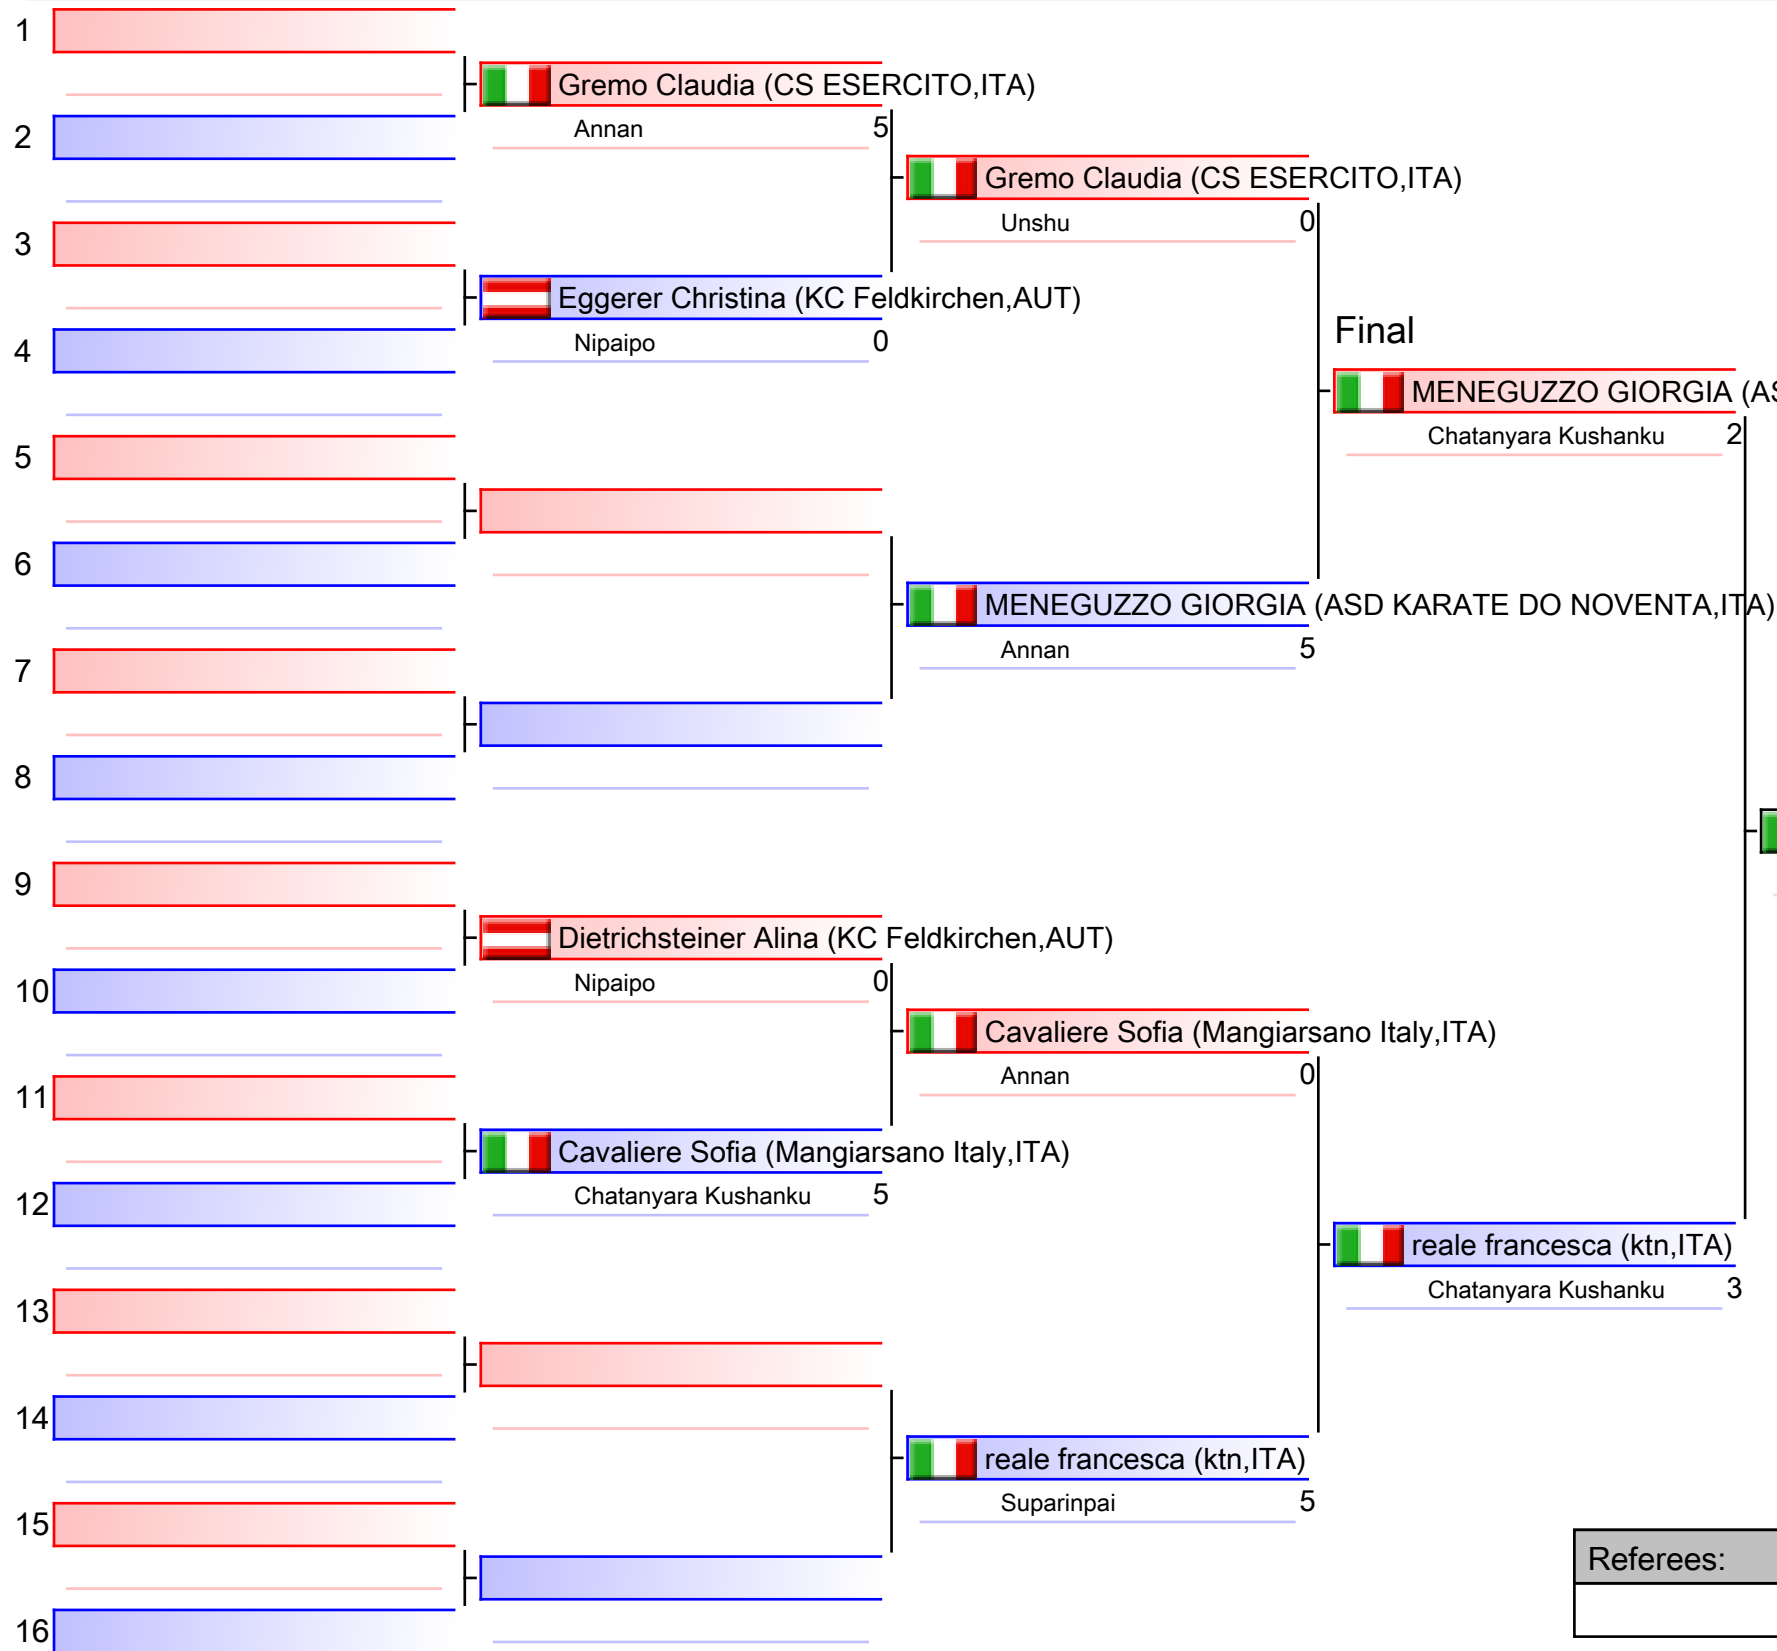 1
Gremo Claudia (CS ESERCITO,ITA)
Annan 5
2
Gremo Claudia (CS ESERCITO,ITA)
Unshu 0
3
Eggerer Christina (KC Feldkirchen,AUT)
Nipaipo 0
4
Final
MENEGUZZO GIORGIA (AS
Chatanyara Kushanku 2
5
6
MENEGUZZO GIORGIA (ASD KARATE DO NOVENTA,ITA)
Annan 5
7
8
9
Dietrichsteiner Alina (KC Feldkirchen,AUT)
Nipaipo 0
10
Cavaliere Sofia (Mangiarsano Italy,ITA)
Annan 0
11
Cavaliere Sofia (Mangiarsano Italy,ITA)
Chatanyara Kushanku 5
12
reale francesca (ktn,ITA)
Chatanyara Kushanku 3
13
14
reale francesca (ktn,ITA)
Suparinpai 5
15
Referees:
16